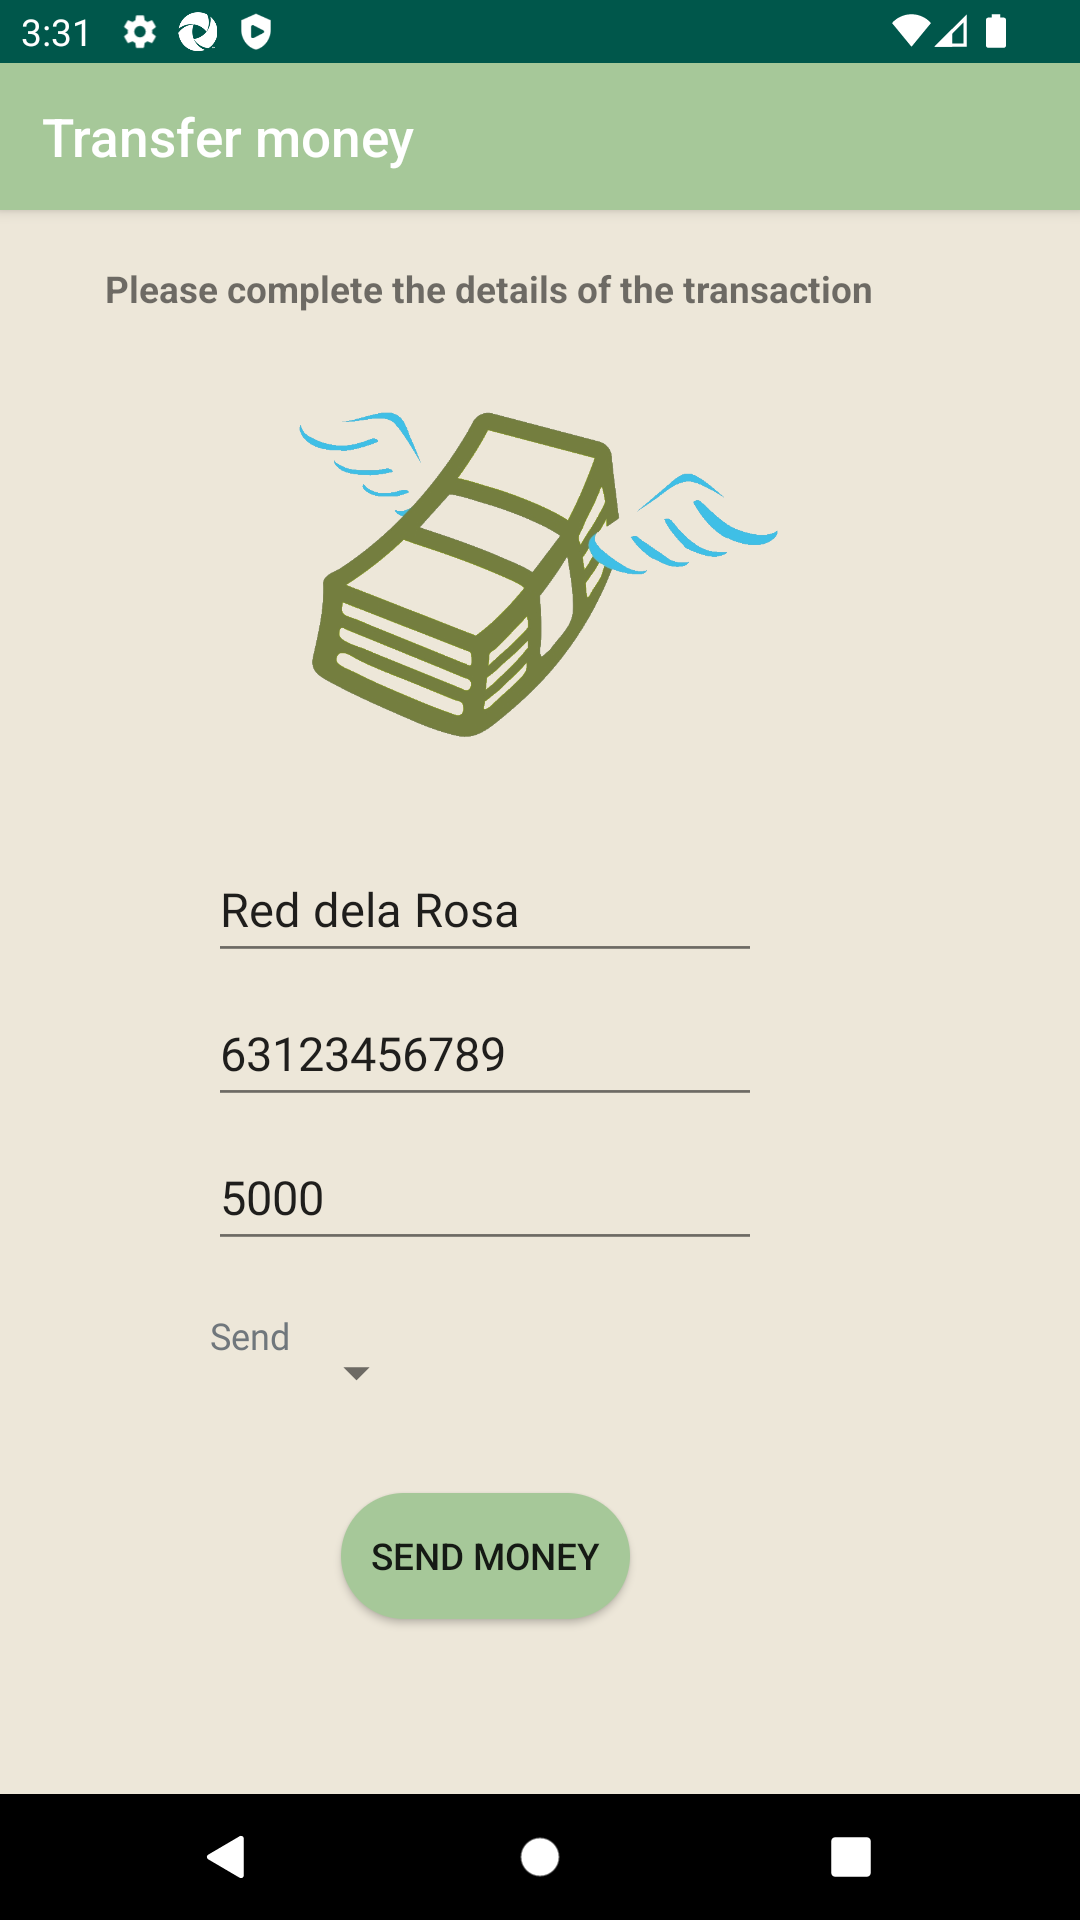 3:31
Transfer money
Please complete the details of the transaction
Red dela Rosa
63123456789
5000
Send
SEND MONEY